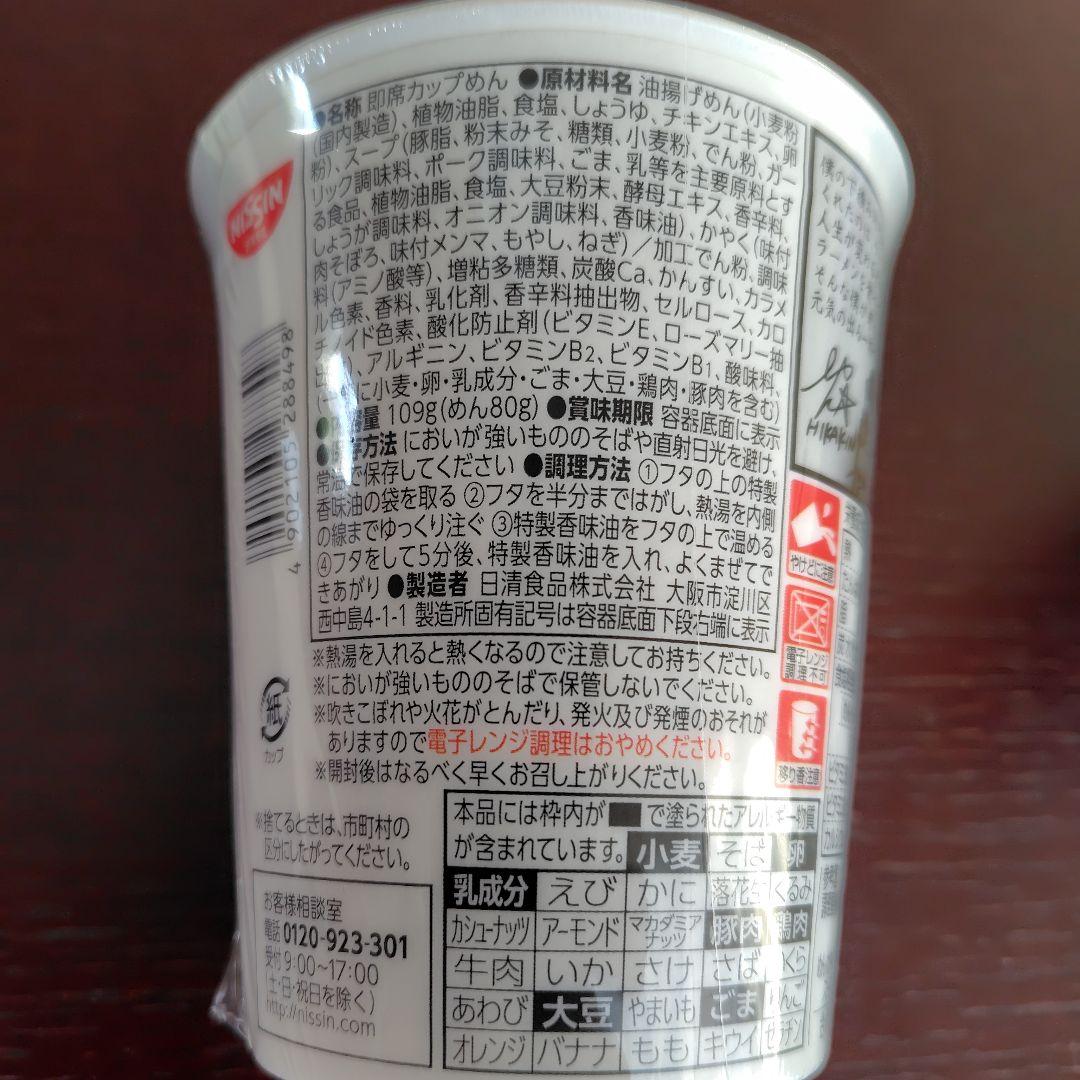 ●名称 即席カップめん ●原材料名 油揚げめん(小麦粉
(国内製造)、植物油脂、食塩、しょうゆ、チキンエキス、卵
粉)、スープ(豚脂、粉末みそ、糖類、小麦粉、でん粉、ガー
リック調味料、ポーク調味料、ごま、乳等を主要原料とす
る食品、植物油脂、食塩、大豆粉末、酵母エキス、香辛料、
しょうが調味料、オニオン調味料、香味油)、かやく(味付
肉そぼろ、味付メンマ、もやし、ねぎ)/加工でん粉、調味
料(アミノ酸等)、増粘多糖類、炭酸Ca、かんすい、カラメ
ル色素、香料、乳化剤、香辛料抽出物、セルロース、カロ
チノイド色素、酸化防止剤(ビタミンE、ローズマリー抽
出 )、アルギニン、ビタミンB2、ビタミンB1、酸味料、
に小麦・卵・乳成分・ごま・大豆・鶏肉・豚肉を含む)
量 109g(めん80g) ●賞味期限 容器底面に表示
●保存方法 においが強いもののそばや直射日光を避け、
常温で保存してください ●調理方法 ①フタの上の特製
香味油の袋を取る ②フタを半分まではがし、熱湯を内側
の線までゆっくり注ぐ ③特製香味油をフタの上で温める
④フタをして5分後、特製香味油を入れ、よくまぜてで
きあがり ●製造者 日清食品株式会社 大阪市淀川区
西中島4-1-1 製造所固有記号は容器底面下段右端に表示
※熱湯を入れると熱くなるので注意してお持ちください。
※においが強いもののそばで保管しないでください。
※吹きこぼれや火花がとんだり、発火及び発煙のおそれが
ありますので電子レンジ調理はおやめください。
※開封後はなるべく早くお召し上がりください。
NISSIN
4 902105 288498
紙
カップ
※捨てるときは、市町村の
区分にしたがってください。
お客様相談室
電話 0120-923-301
受付 9:00~17:00
(土・日・祝日を除く)
http://nissin.com
本品には枠内が■で塗られたアレルギー物質
が含まれています。 小麦 そば 卵
乳成分 えび かに 落花生 くるみ
カシューナッツ アーモンド マカダミアナッツ 豚肉 鶏肉
牛肉 いか さけ さば くら
あわび 大豆 やまいも ごま りんご
オレンジ バナナ もも キウイ ゼラチン
やけどに注意
電子レンジ
調理不可
移り香注意
HIKAKIN